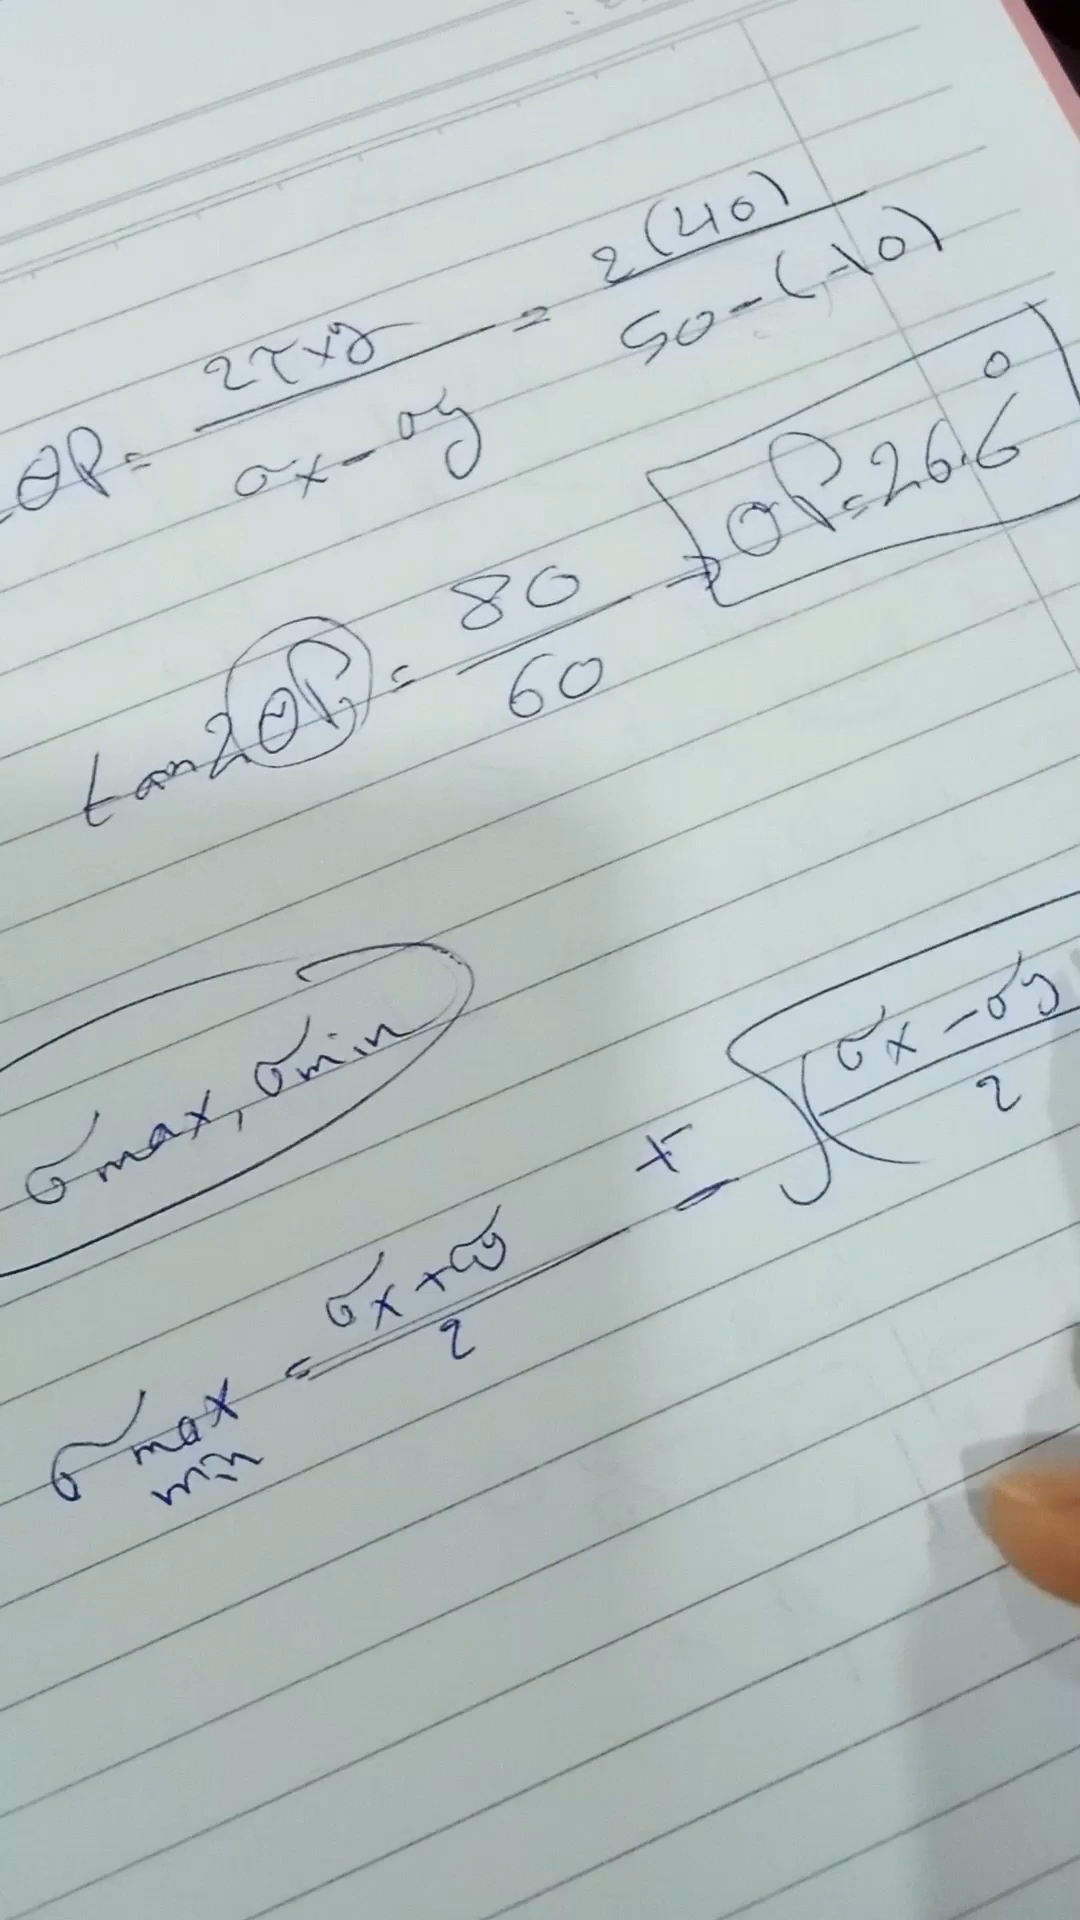 θP = 2τxy / σx - σy = 2(40) / 50-(-10)
tan2θP = 80 / 60 → θP = 26.6°
σmax, σmin
σ max min = σx + σy / 2 ± √( σx - σy / 2